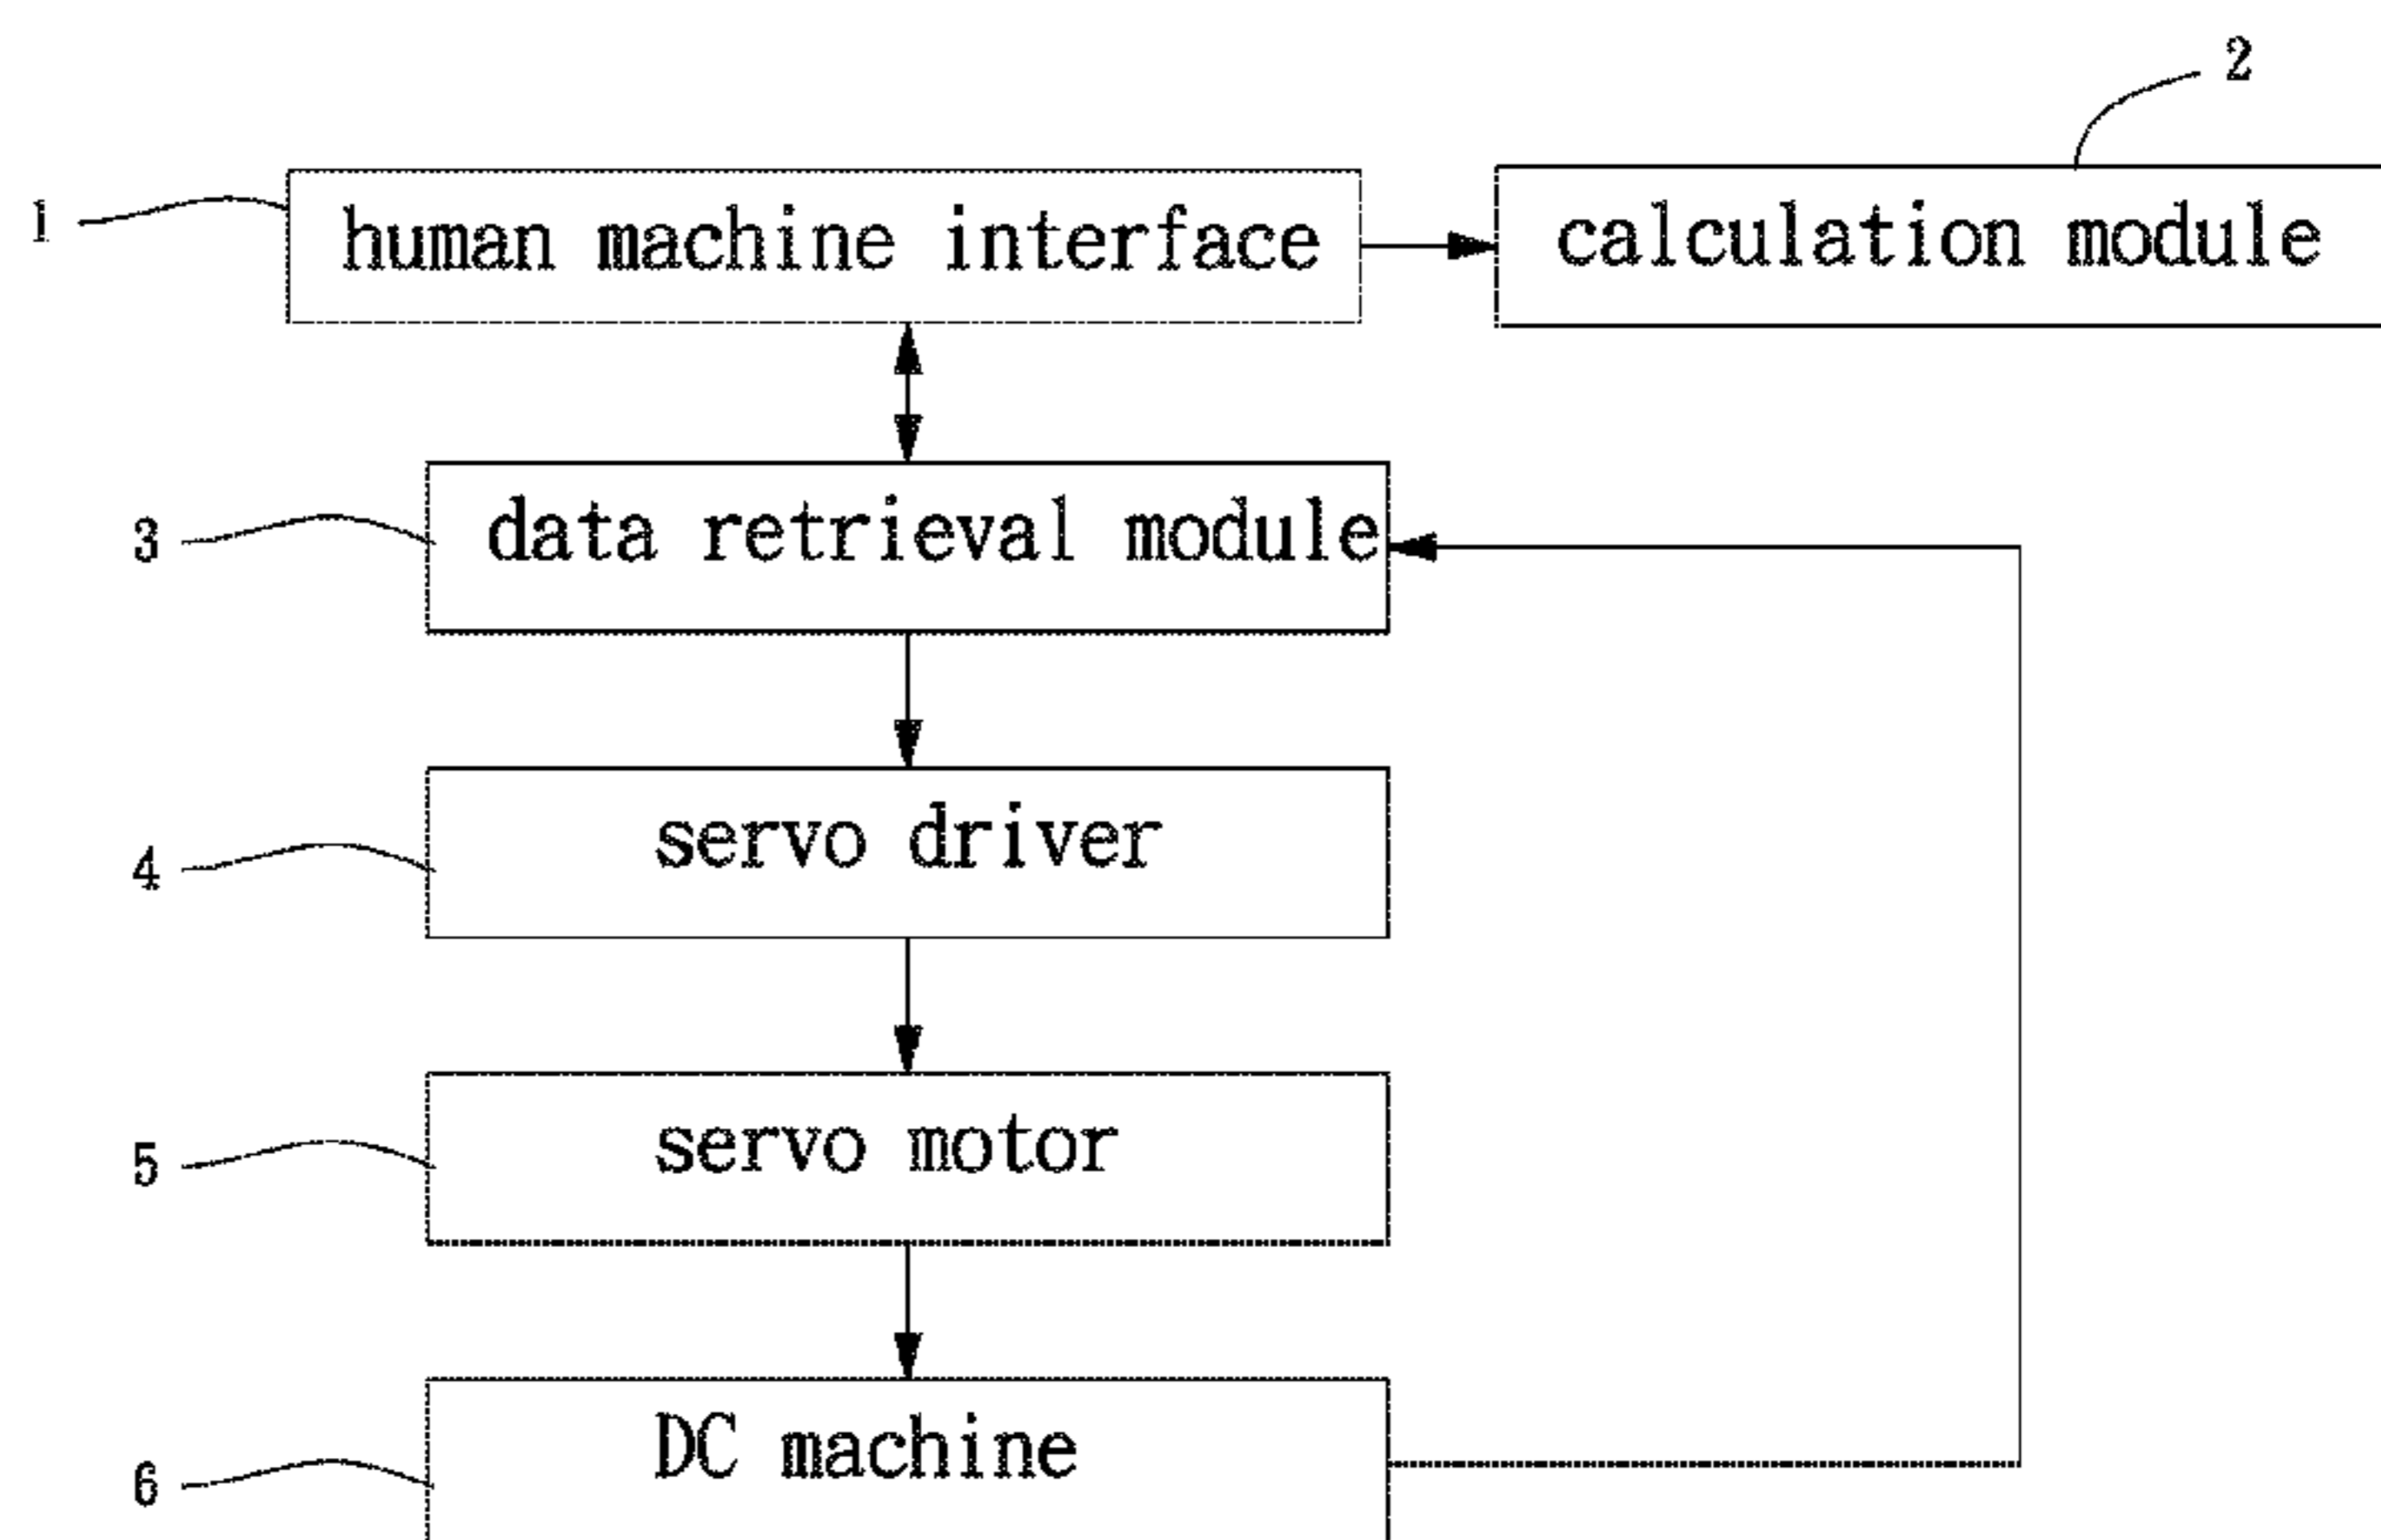 2
1
human machine interface
calculation module
3
data retrieval module
4
servo driver
5
servo motor
6
DC machine